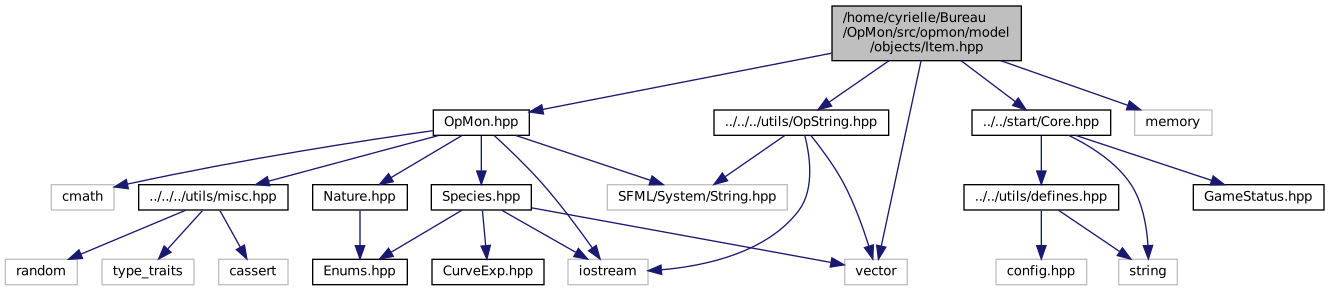 /home/cyrielle/Bureau
/OpMon/src/opmon/model
/objects/Item.hpp
OpMon.hpp
../../../utils/OpString.hpp
../../start/Core.hpp
memory
cmath
../../../utils/misc.hpp
Nature.hpp
Species.hpp
SFML/System/String.hpp
../../utils/defines.hpp
GameStatus.hpp
random
type_traits
cassert
Enums.hpp
CurveExp.hpp
iostream
vector
config.hpp
string